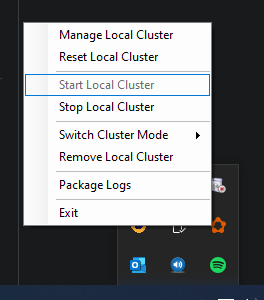 Manage Local Cluster
Reset Local Cluster
Start Local Cluster
Stop Local Cluster
Switch Cluster Mode
Remove Local Cluster
Package Logs
Exit